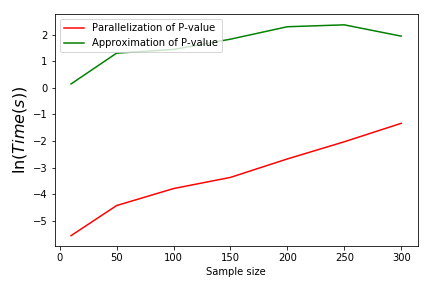 Parallelization of P-value
Approximation of P-value
2
1
0
−1
−2
−3
−4
−5
ln(Time(s))
0 50 100 150 200 250 300
Sample size